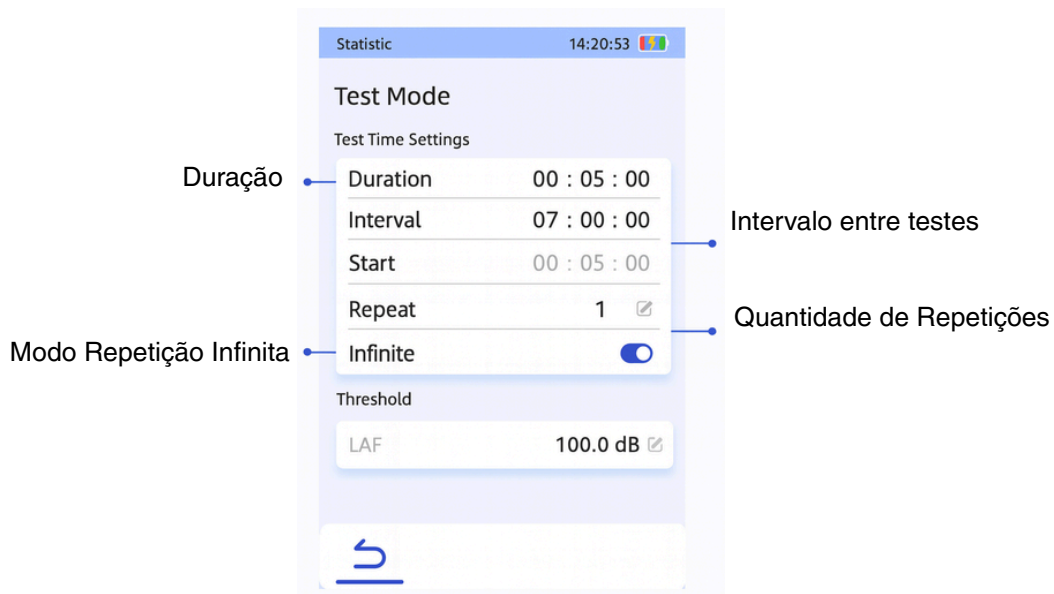 Statistic 14:20:53
Test Mode
Test Time Settings
Duração
Duration 00 : 05 : 00
Interval 07 : 00 : 00
Intervalo entre testes
Start 00 : 05 : 00
Repeat 1
Quantidade de Repetições
Modo Repetição Infinita
Infinite
Threshold
LAF 100.0 dB